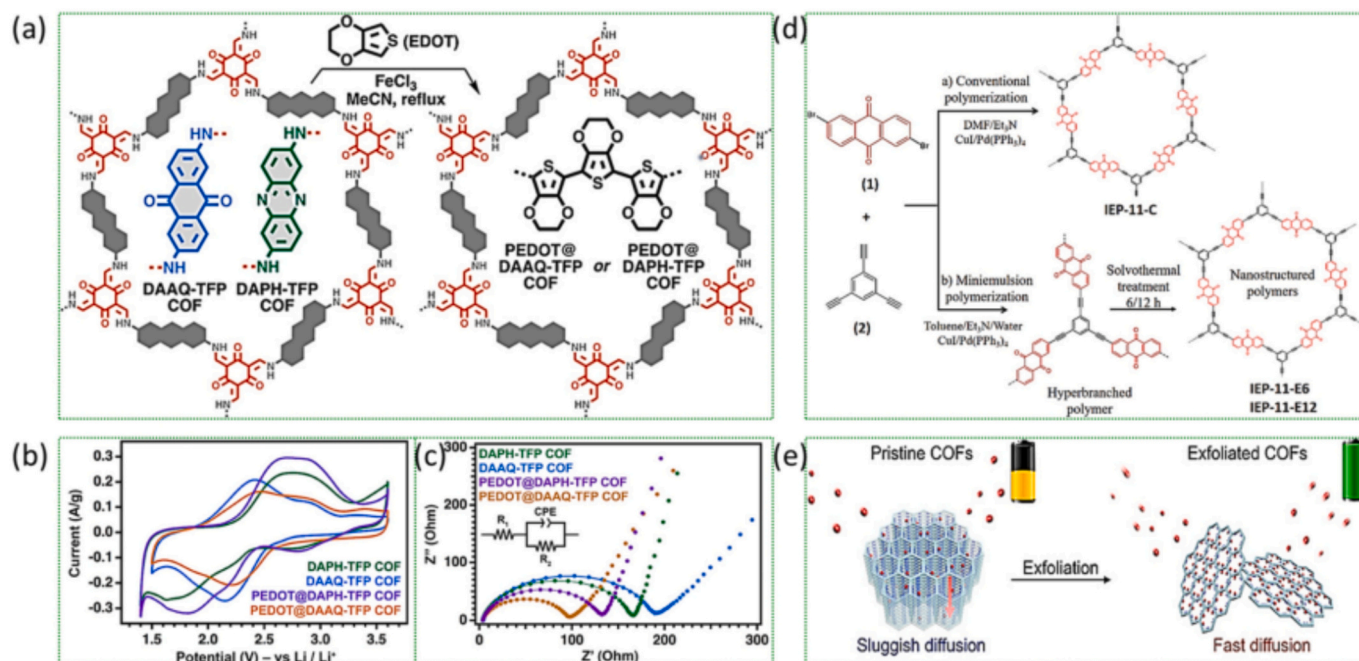 (a)
S (EDOT)
FeCl₃
MeCN, reflux
DAAQ-TFP
COF
DAPH-TFP
COF
PEDOT@
DAAQ-TFP
COF
or
PEDOT@
DAPH-TFP
COF
(b)
Current (A/g)
0.3
0.2
0.1
0.0
-0.1
-0.2
-0.3
DAPH-TFP COF
DAAQ-TFP COF
PEDOT@DAPH-TFP COF
PEDOT@DAAQ-TFP COF
1.5 2.0 2.5 3.0 3.5
Potential (V) – vs Li / Li⁺
(c)
Z'' (Ohm)
300
200
100
0
DAPH-TFP COF
DAAQ-TFP COF
PEDOT@DAPH-TFP COF
PEDOT@DAAQ-TFP COF
CPE
R₁
R₂
0 100 200 300
Z' (Ohm)
(d)
Br
Br
(1)
+
(2)
a) Conventional
polymerization
DMF/Et₃N
CuI/Pd(PPh₃)₄
IEP-11-C
b) Miniemulsion
polymerization
Toluene/Et₃N/Water
CuI/Pd(PPh₃)₄
Hyperbranched
polymer
Solvothermal
treatment
6/12 h
Nanostructured
polymers
IEP-11-E6
IEP-11-E12
(e)
Pristine COFs
Exfoliated COFs
Exfoliation
Sluggish diffusion
Fast diffusion